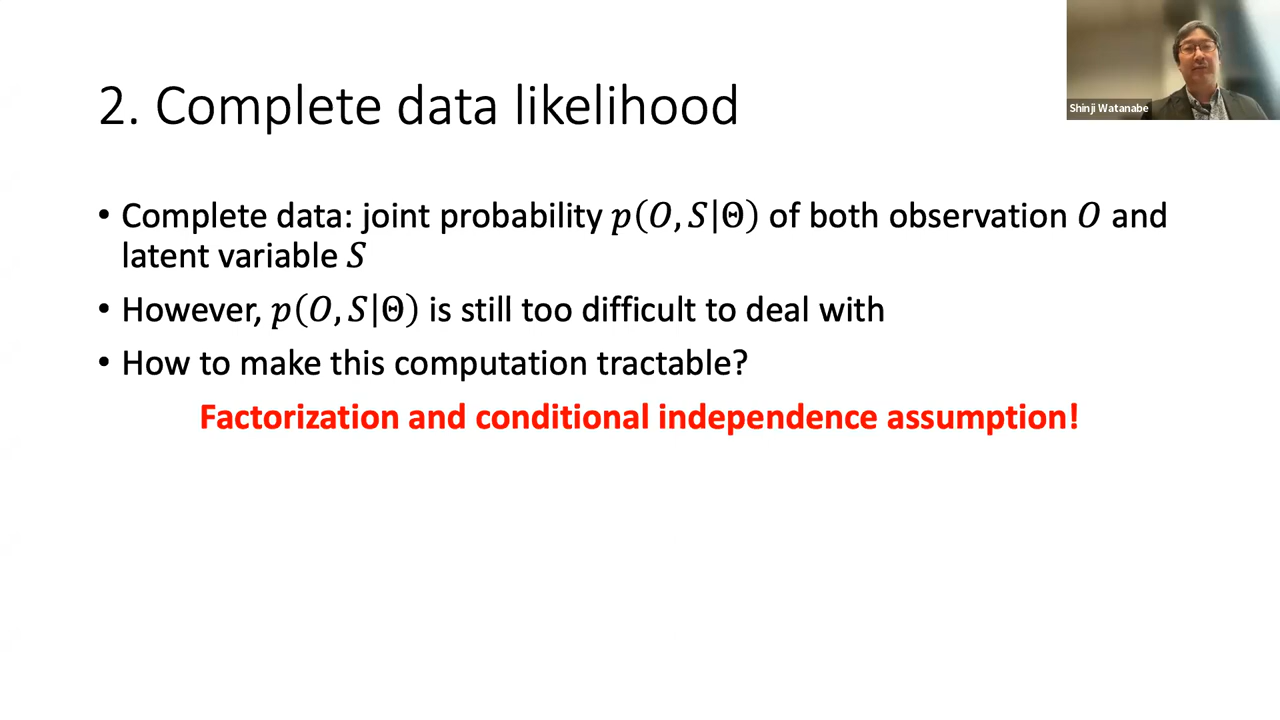 Shinji Watanabe
2. Complete data likelihood
• Complete data: joint probability p(O, S|Θ) of both observation O and
latent variable S
• However, p(O, S|Θ) is still too difficult to deal with
• How to make this computation tractable?
Factorization and conditional independence assumption!